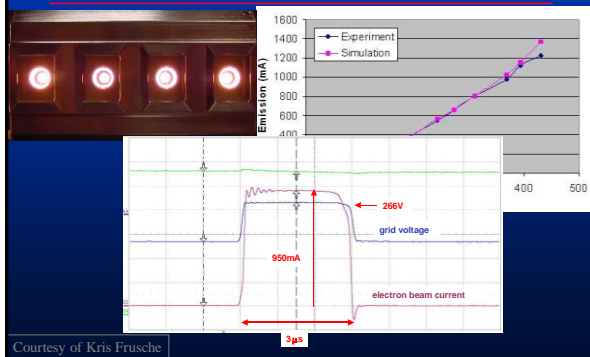 1600
1400
1200
1000
800
600
400
Emission (mA)
Experiment
Simulation
400
500
266V
grid voltage
950mA
electron beam current
3µs
Courtesy of Kris Frusche